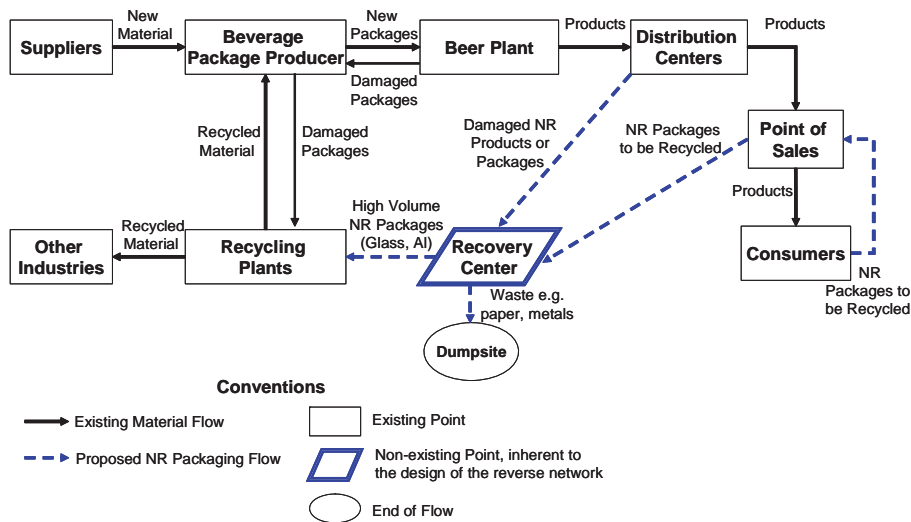 New
Material
New
Packages
Products
Products
Suppliers
Beverage
Package Producer
Beer Plant
Distribution
Centers
Damaged
Packages
Recycled
Material
Damaged
Packages
Damaged NR
Products or
Packages
NR Packages
to be Recycled
Point of
Sales
Products
High Volume
NR Packages
(Glass, Al)
Recycled
Material
Other
Industries
Recycling
Plants
Recovery
Center
Consumers
NR
Packages to
be Recycled
Waste e.g.
paper, metals
Dumpsite
Conventions
Existing Material Flow
Existing Point
Proposed NR Packaging Flow
Non-existing Point, inherent to
the design of the reverse network
End of Flow